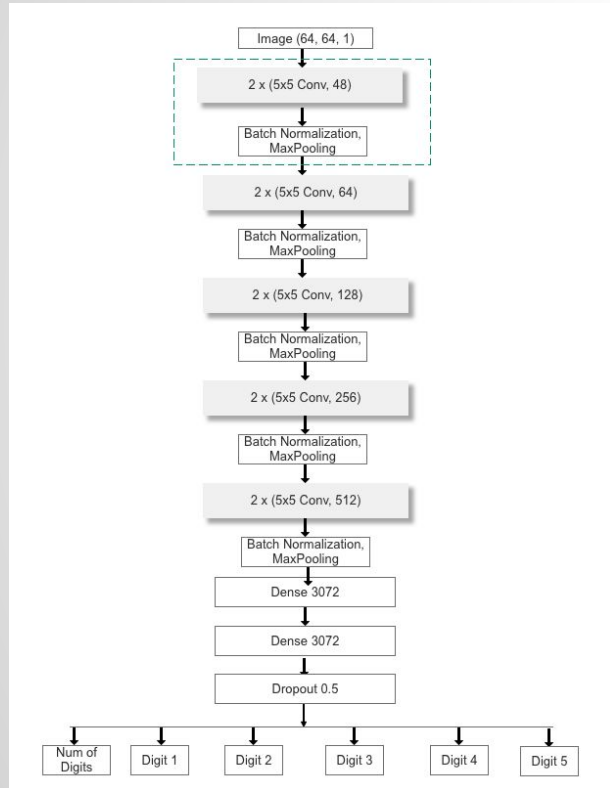 Image (64, 64, 1)
2 x (5x5 Conv, 48)
Batch Normalization,
MaxPooling
2 x (5x5 Conv, 64)
Batch Normalization,
MaxPooling
2 x (5x5 Conv, 128)
Batch Normalization,
MaxPooling
2 x (5x5 Conv, 256)
Batch Normalization,
MaxPooling
2 x (5x5 Conv, 512)
Batch Normalization,
MaxPooling
Dense 3072
Dense 3072
Dropout 0.5
Num of
Digits
Digit 1
Digit 2
Digit 3
Digit 4
Digit 5